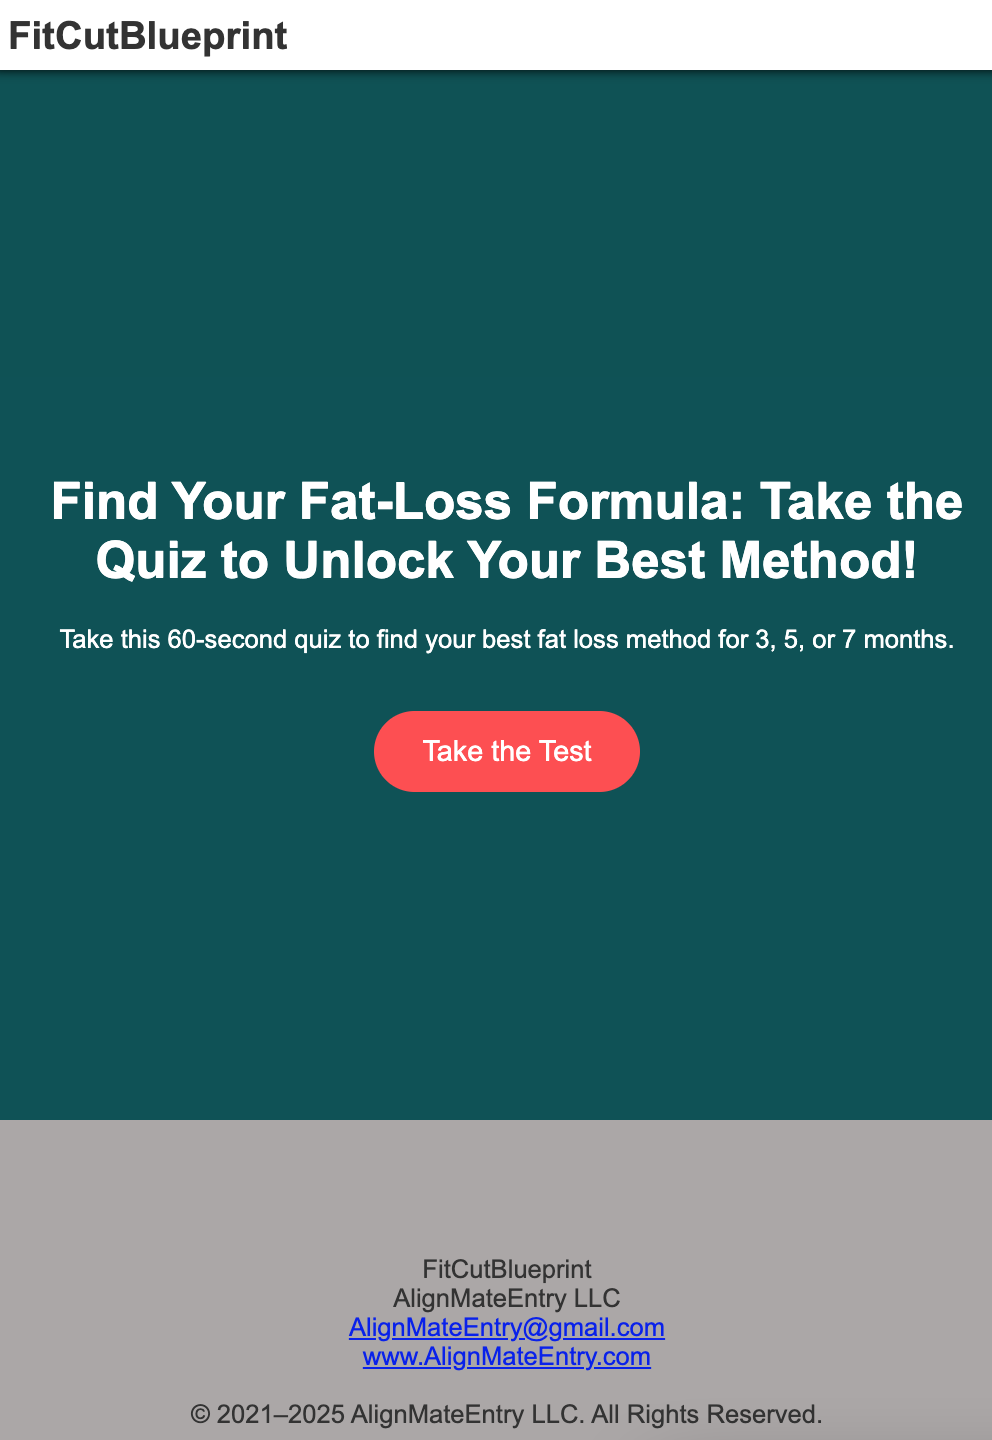 FitCutBlueprint
Find Your Fat-Loss Formula: Take the
Quiz to Unlock Your Best Method!
Take this 60-second quiz to find your best fat loss method for 3, 5, or 7 months.
Take the Test
FitCutBlueprint
AlignMateEntry LLC
AlignMateEntry@gmail.com
www.AlignMateEntry.com
© 2021–2025 AlignMateEntry LLC. All Rights Reserved.